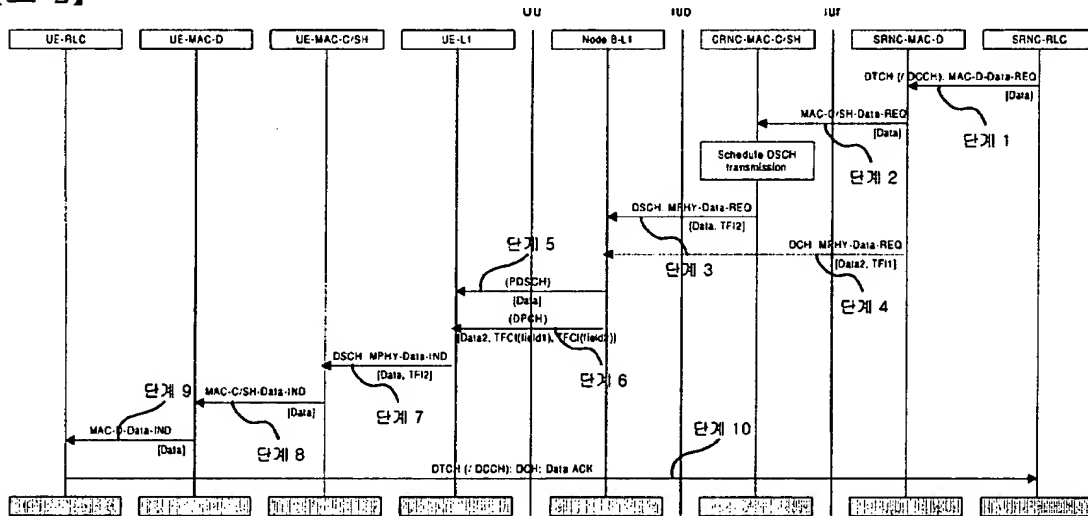 Iub
Iur
UE-RLC
UE-MAC-D
UE-MAC-C/SH
UE-L1
Node B-L1
CRNC-MAC-C/SH
SRNC-MAC-D
SRNC-RLC
DTCH (/ DCCH): MAC-D-Data-REQ
[Data]
단계 1
MAC-D/SH-Data-REQ
[Data]
단계 2
Schedule DSCH
transmission
DSCH: MPHY-Data-REQ
[Data, TFI2]
단계 3
DCH: MPHY-Data-REQ
[Data2, TFI1]
단계 4
단계 5
(PDSCH)
[Data]
(DPCH)
[Data2, TFCI(field1), TFCI(field2)]
단계 6
DSCH: MPHY-Data-IND
[Data, TFI2]
단계 7
MAC-C/SH-Data-IND
[Data]
단계 8
단계 9
MAC-D-Data-IND
[Data]
단계 10
DTCH (/ DCCH): DCH: Data ACK